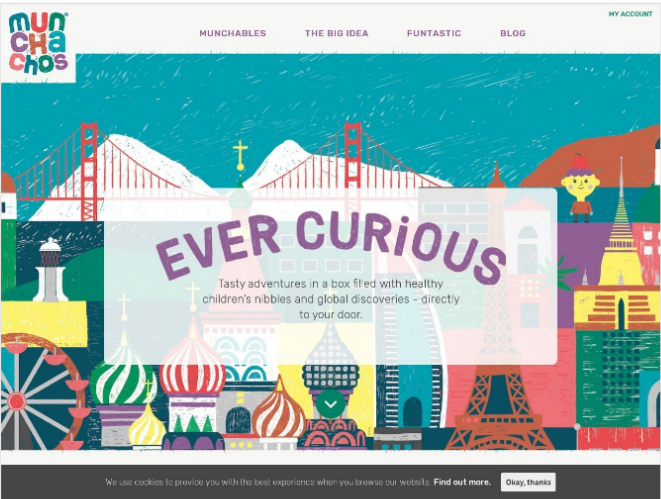 MY ACCOUNT
mun
cha
chos
MUNCHABLES THE BIG IDEA FUNTASTIC BLOG
EVER CURiOUS
Tasty adventures in a box filled with healthy
children's nibbles and global discoveries - directly
to your door.
We use cookies to provide you with the best experience when you browse our website. Find out more. Okay, thanks